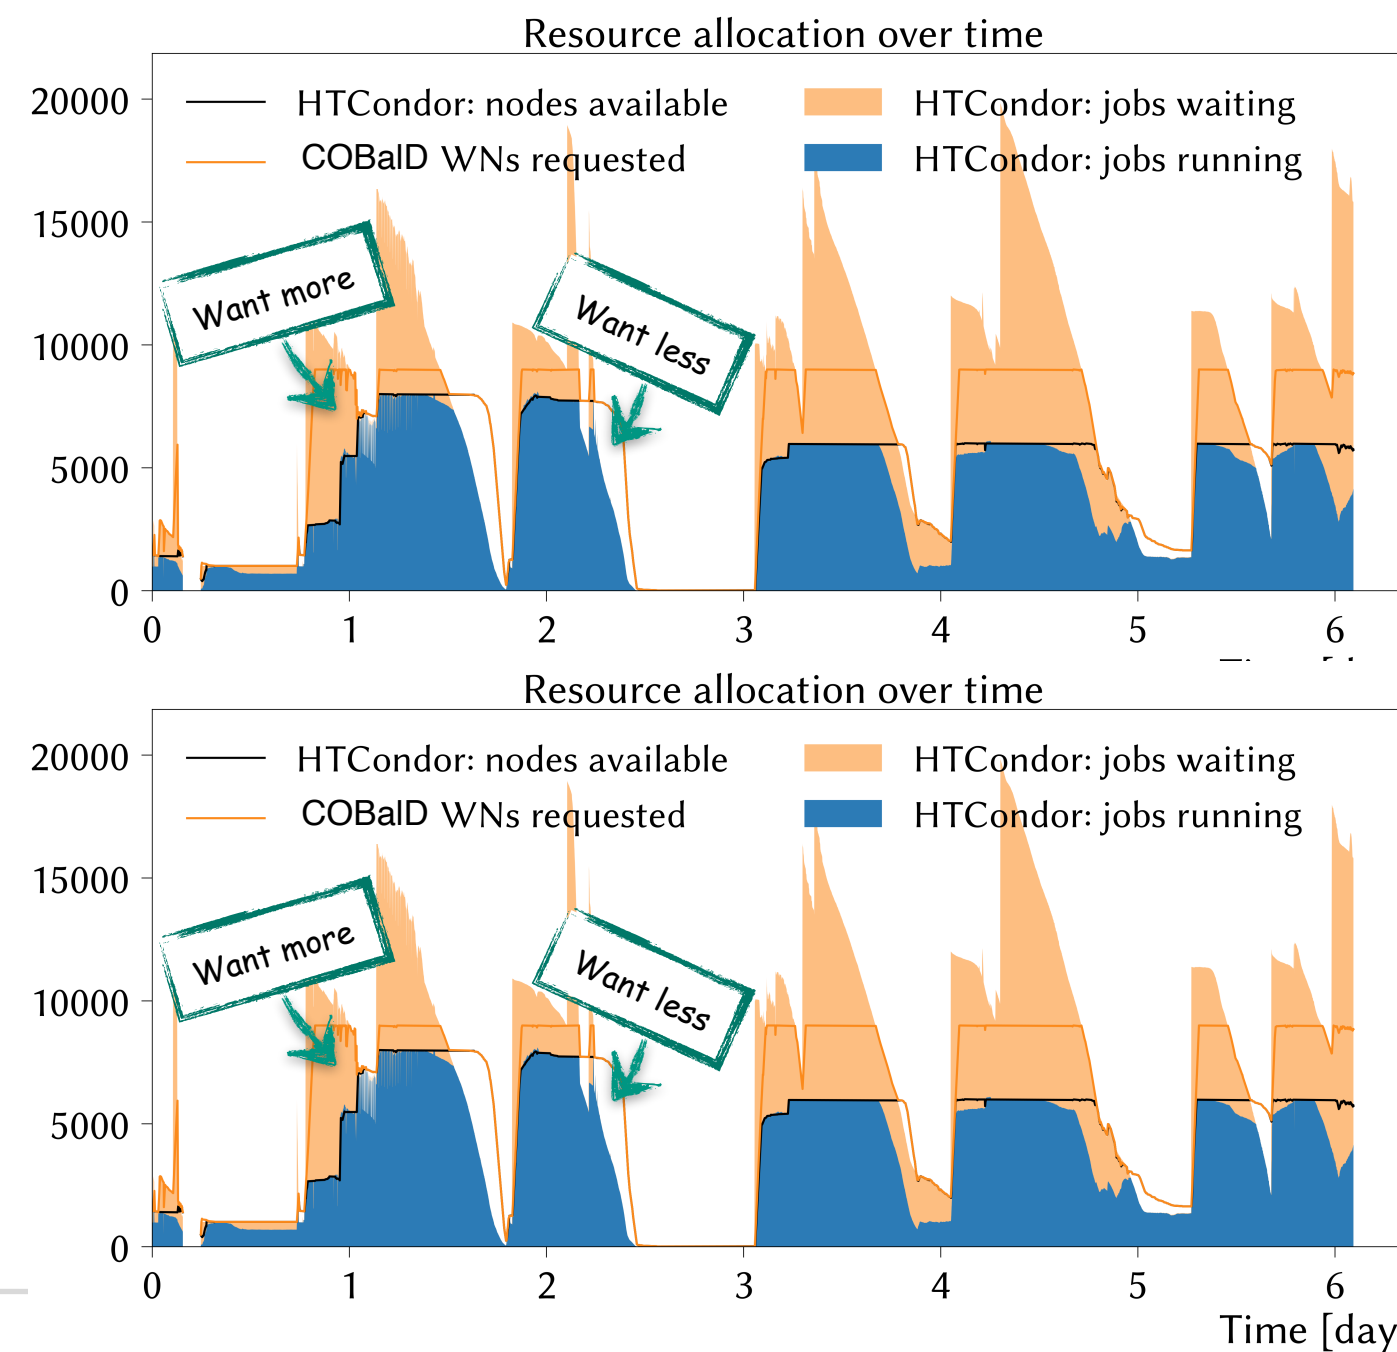 Resource allocation over time
20000
HTCondor: nodes available
HTCondor: jobs waiting
COBalD WNs requested
HTCondor: jobs running
15000
Want more
Want less
10000
5000
0
0 1 2 3 4 5 6
Resource allocation over time
20000
HTCondor: nodes available
HTCondor: jobs waiting
COBalD WNs requested
HTCondor: jobs running
15000
Want more
Want less
10000
5000
0
0 1 2 3 4 5 6
Time [day